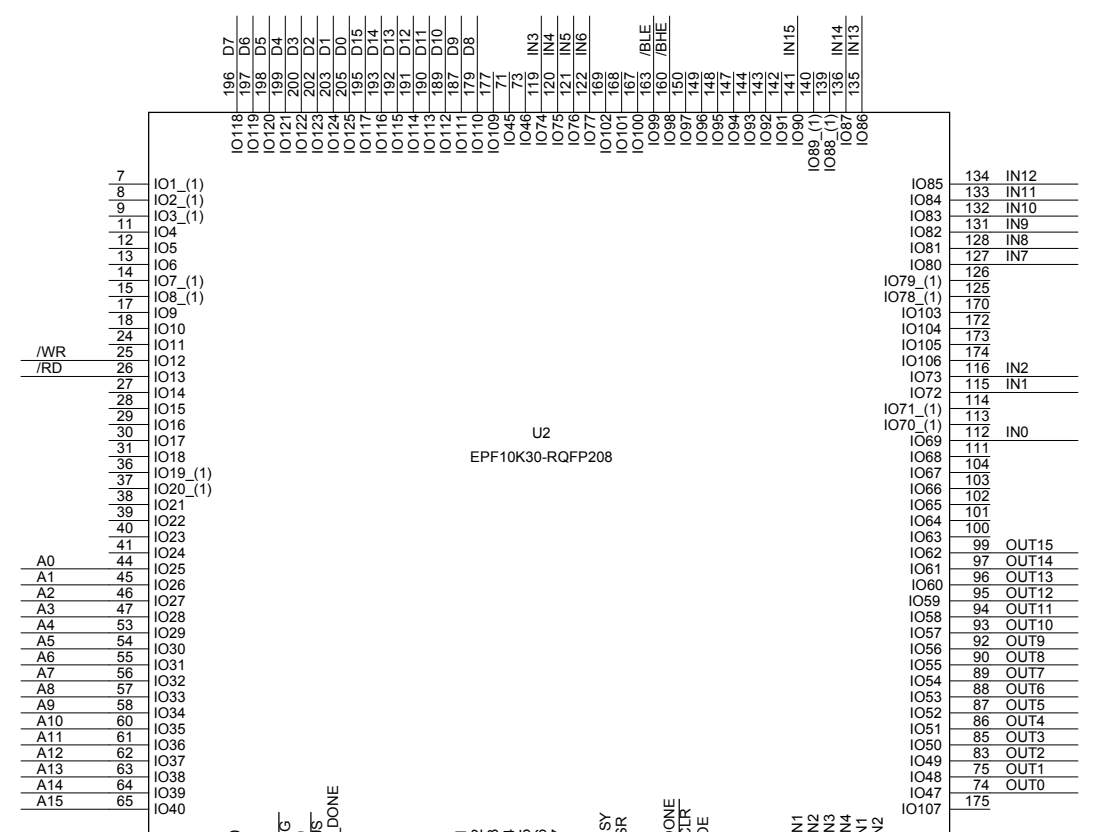 196 D7
197 D6
198 D5
199 D4
200 D3
202 D2
203 D1
205 D0
195 D15
193 D14
192 D13
191 D12
190 D11
189 D10
187 D9
179 D8
177
71
73
119 IN3
120 IN4
121 IN5
122 IN6
169
168
167
163 /BLE
160 /BHE
150
149
148
147
144
143
142
141 IN15
140
139
136 IN14
135 IN13
IO118
IO119
IO120
IO121
IO122
IO123
IO124
IO125
IO117
IO116
IO115
IO114
IO113
IO112
IO111
IO110
IO109
IO45
IO46
IO74
IO75
IO76
IO77
IO102
IO101
IO100
IO99
IO98
IO97
IO96
IO95
IO94
IO93
IO92
IO91
IO90
IO89_(1)
IO88_(1)
IO87
IO86
7 IO1_(1)
8 IO2_(1)
9 IO3_(1)
11 IO4
12 IO5
13 IO6
14 IO7_(1)
15 IO8_(1)
17 IO9
18 IO10
24 IO11
/WR 25 IO12
/RD 26 IO13
27 IO14
28 IO15
29 IO16
30 IO17
31 IO18
36 IO19_(1)
37 IO20_(1)
38 IO21
39 IO22
40 IO23
41 IO24
A0 44 IO25
A1 45 IO26
A2 46 IO27
A3 47 IO28
A4 53 IO29
A5 54 IO30
A6 55 IO31
A7 56 IO32
A8 57 IO33
A9 58 IO34
A10 60 IO35
A11 61 IO36
A12 62 IO37
A13 63 IO38
A14 64 IO39
A15 65 IO40
U2
EPF10K30-RQFP208
IO85 134 IN12
IO84 133 IN11
IO83 132 IN10
IO82 131 IN9
IO81 128 IN8
IO80 127 IN7
IO79_(1) 126
IO78_(1) 125
IO103 170
IO104 172
IO105 173
IO106 174
IO73 116 IN2
IO72 115 IN1
IO71_(1) 114
IO70_(1) 113
IO69 112 IN0
IO68 111
IO67 104
IO66 103
IO65 102
IO64 101
IO63 100
IO62 99 OUT15
IO61 97 OUT14
IO60 96 OUT13
IO59 95 OUT12
IO58 94 OUT11
IO57 93 OUT10
IO56 92 OUT9
IO55 90 OUT8
IO54 89 OUT7
IO53 88 OUT6
IO52 87 OUT5
IO51 86 OUT4
IO50 85 OUT3
IO49 83 OUT2
IO48 75 OUT1
IO47 74 OUT0
IO107 175
_DONE